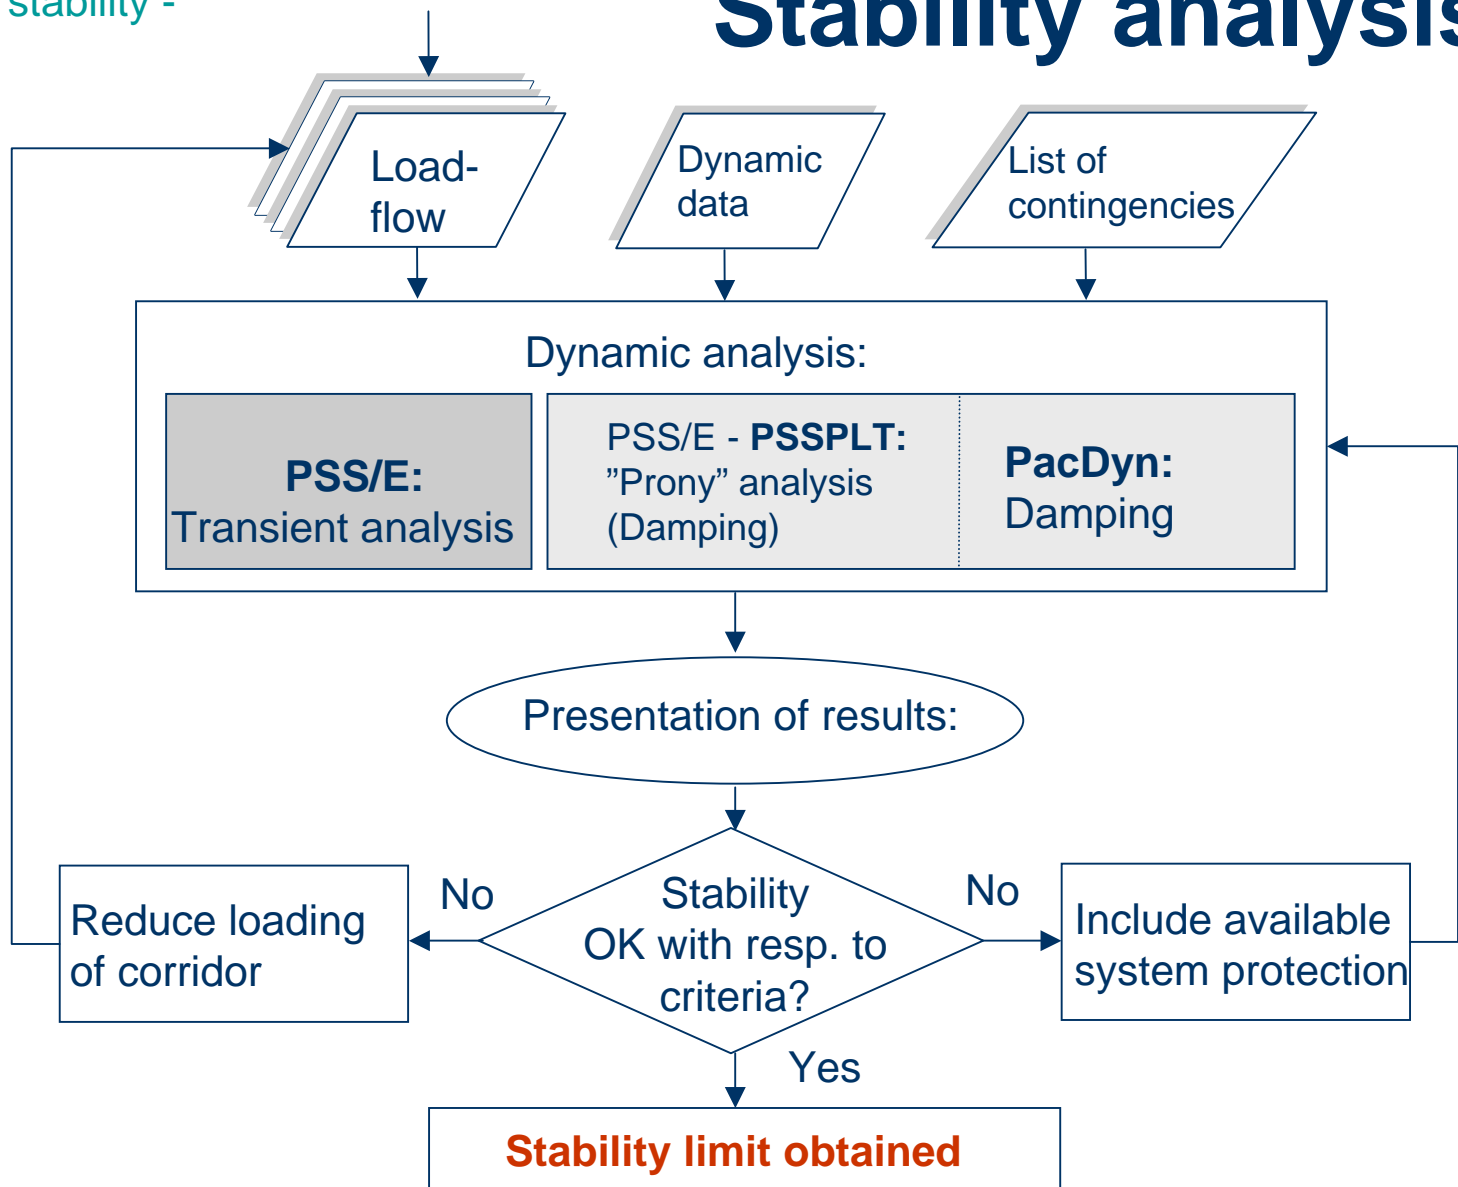 stability -
Stability analysis
Load-
flow
Dynamic
data
List of
contingencies
Dynamic analysis:
PSS/E:
Transient analysis
PSS/E - PSSPLT:
”Prony” analysis
(Damping)
PacDyn:
Damping
Presentation of results:
No
Stability
OK with resp. to
criteria?
No
Reduce loading
of corridor
Include available
system protection
Yes
Stability limit obtained